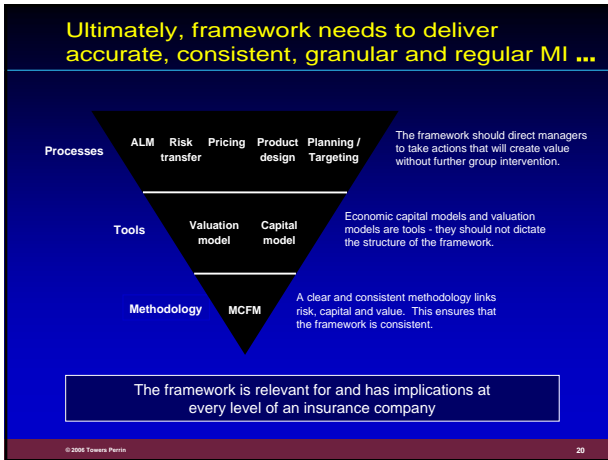 Ultimately, framework needs to deliver
accurate, consistent, granular and regular MI ...
Processes
ALM Risk transfer Pricing Product design Planning / Targeting
The framework should direct managers
to take actions that will create value
without further group intervention.
Tools
Valuation model Capital model
Economic capital models and valuation
models are tools - they should not dictate
the structure of the framework.
Methodology
MCFM
A clear and consistent methodology links
risk, capital and value. This ensures that
the framework is consistent.
The framework is relevant for and has implications at
every level of an insurance company
© 2006 Towers Perrin
20